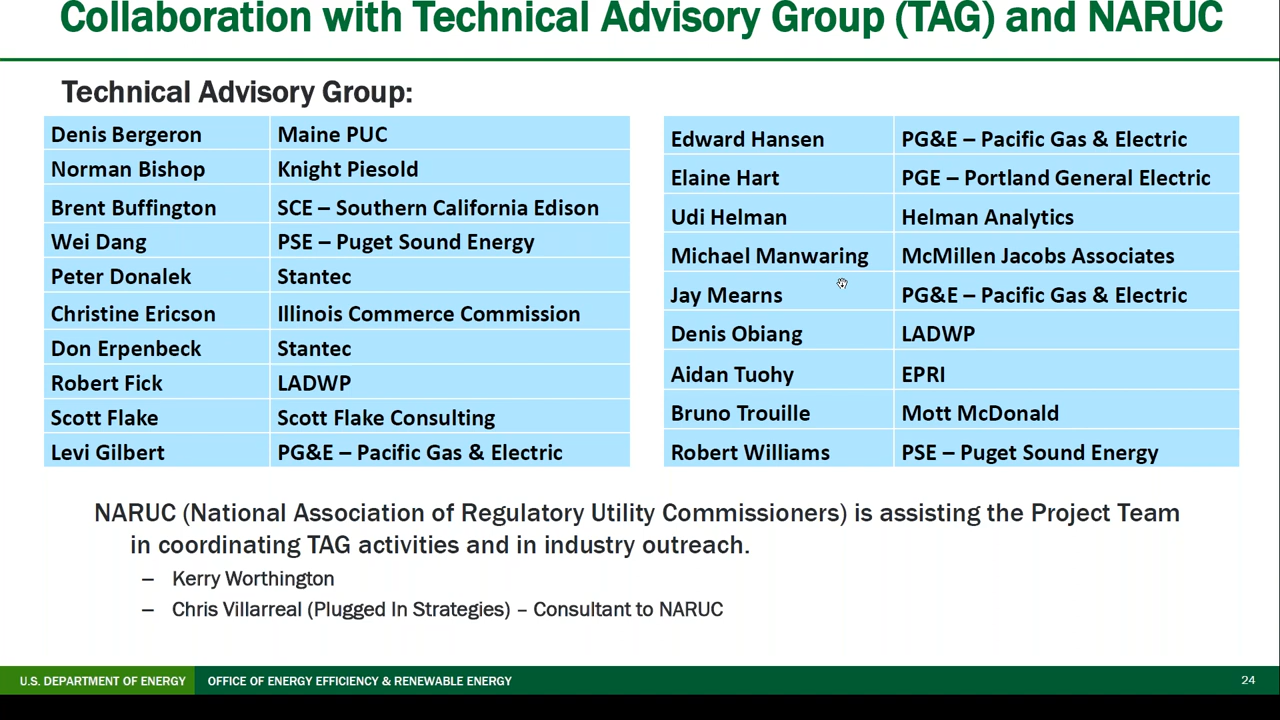 Collaboration with Technical Advisory Group (TAG) and NARUC
Technical Advisory Group:
Denis Bergeron Maine PUC
Norman Bishop Knight Piesold
Brent Buffington SCE – Southern California Edison
Wei Dang PSE – Puget Sound Energy
Peter Donalek Stantec
Christine Ericson Illinois Commerce Commission
Don Erpenbeck Stantec
Robert Fick LADWP
Scott Flake Scott Flake Consulting
Levi Gilbert PG&E – Pacific Gas & Electric
Edward Hansen PG&E – Pacific Gas & Electric
Elaine Hart PGE – Portland General Electric
Udi Helman Helman Analytics
Michael Manwaring McMillen Jacobs Associates
Jay Mearns PG&E – Pacific Gas & Electric
Denis Obiang LADWP
Aidan Tuohy EPRI
Bruno Trouille Mott McDonald
Robert Williams PSE – Puget Sound Energy
NARUC (National Association of Regulatory Utility Commissioners) is assisting the Project Team
in coordinating TAG activities and in industry outreach.
– Kerry Worthington
– Chris Villarreal (Plugged In Strategies) – Consultant to NARUC
U.S. DEPARTMENT OF ENERGY OFFICE OF ENERGY EFFICIENCY & RENEWABLE ENERGY 24